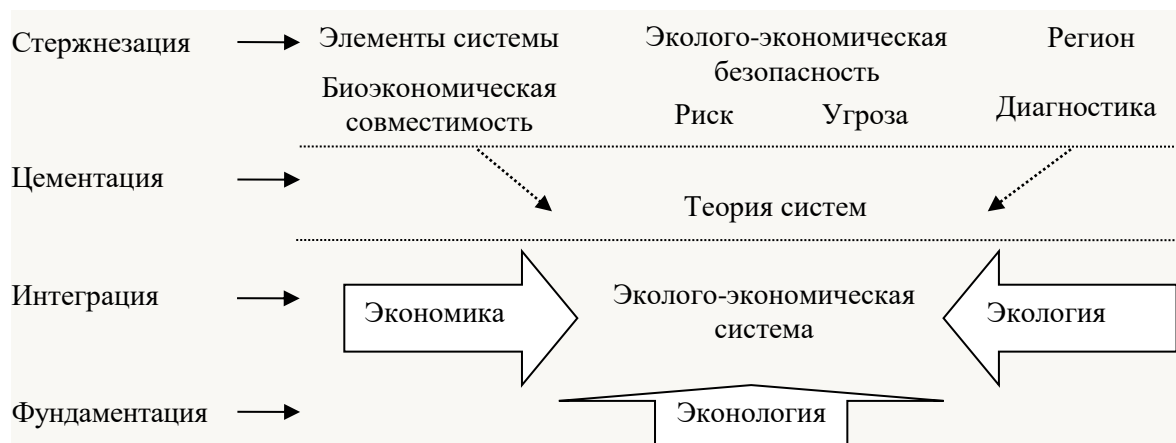 Стержнезация
Элементы системы
Эколого-экономическая
безопасность
Регион
Биоэкономическая
совместимость
Риск
Угроза
Диагностика
Цементация
Теория систем
Интеграция
Экономика
Эколого-экономическая
система
Экология
Фундаментация
Эконология